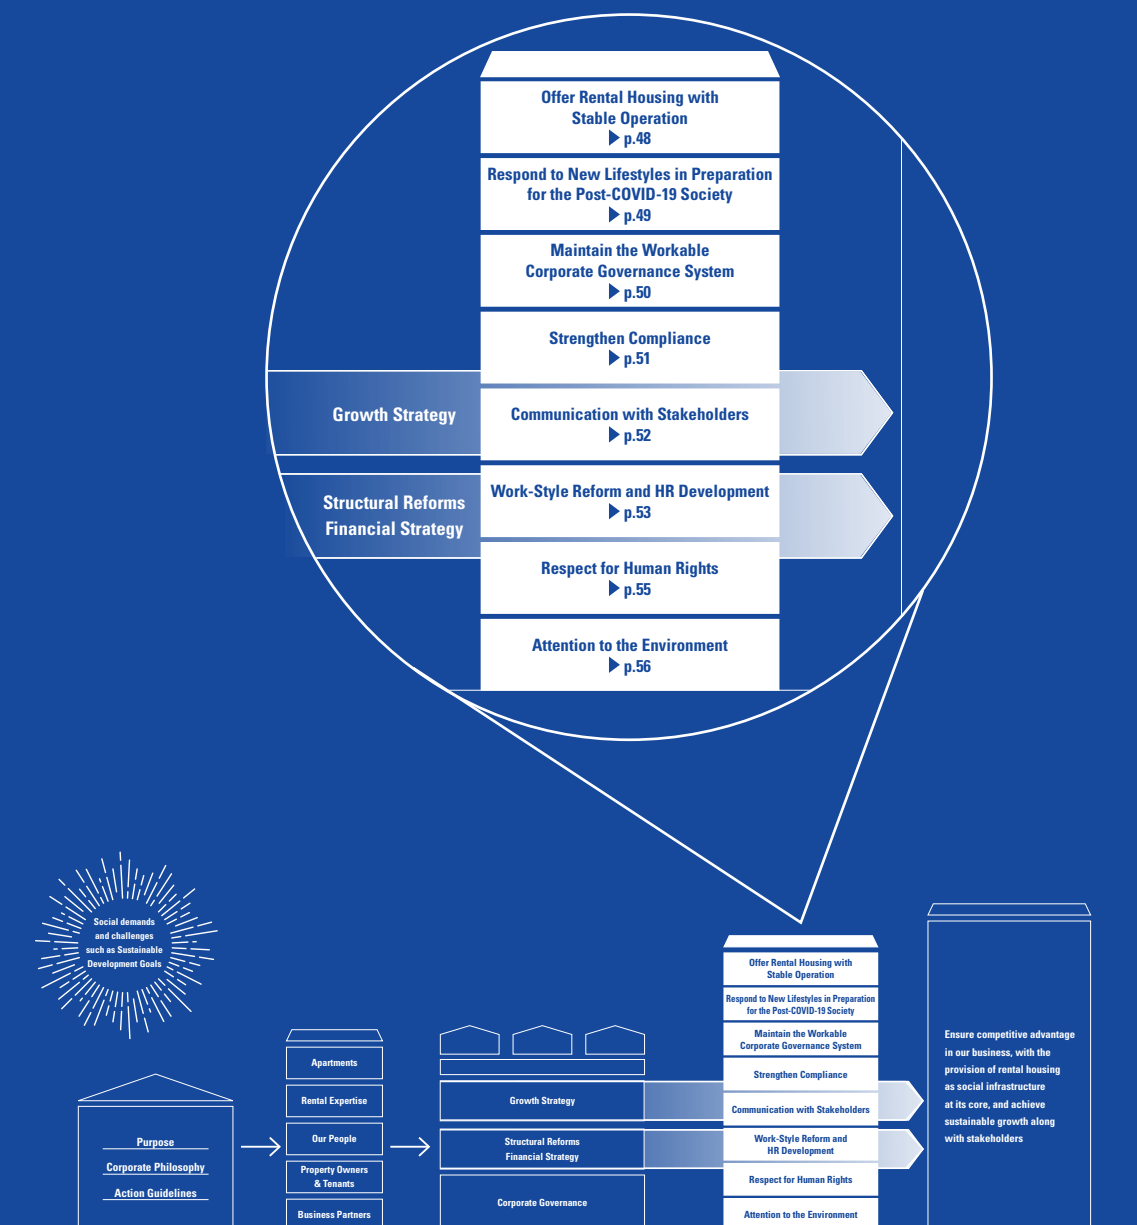 Offer Rental Housing with
Stable Operation
▶ p.48
Respond to New Lifestyles in Preparation
for the Post-COVID-19 Society
▶ p.49
Maintain the Workable
Corporate Governance System
▶ p.50
Strengthen Compliance
▶ p.51
Growth Strategy
Communication with Stakeholders
▶ p.52
Structural Reforms
Financial Strategy
Work-Style Reform and HR Development
▶ p.53
Respect for Human Rights
▶ p.55
Attention to the Environment
▶ p.56
Social demands
and challenges
such as Sustainable
Development Goals
Purpose
Corporate Philosophy
Action Guidelines
Apartments
Rental Expertise
Our People
Property Owners
& Tenants
Business Partners
Growth Strategy
Structural Reforms
Financial Strategy
Corporate Governance
Offer Rental Housing with
Stable Operation
Respond to New Lifestyles in Preparation
for the Post-COVID-19 Society
Maintain the Workable
Corporate Governance System
Strengthen Compliance
Communication with Stakeholders
Work-Style Reform and
HR Development
Respect for Human Rights
Attention to the Environment
Ensure competitive advantage
in our business, with the
provision of rental housing
as social infrastructure
at its core, and achieve
sustainable growth along
with stakeholders